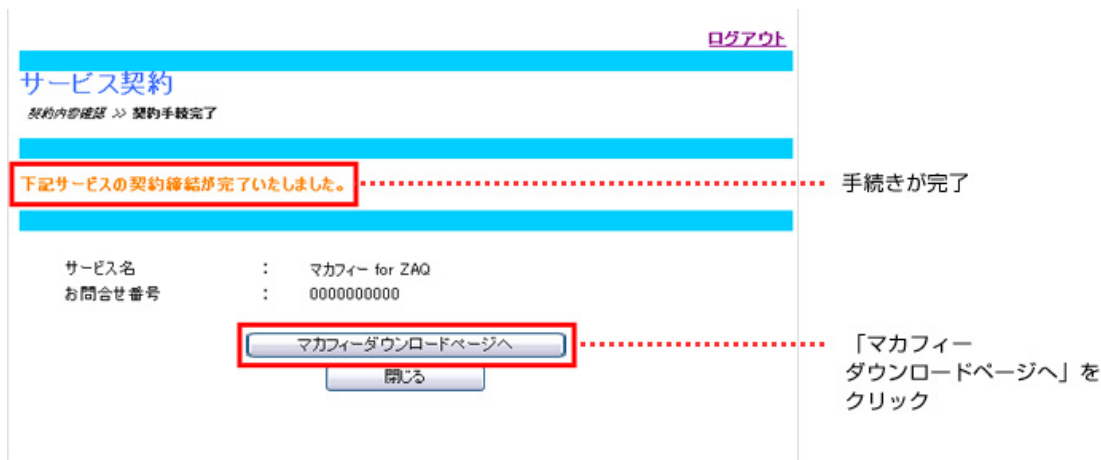 ログアウト
サービス契約
契約内容確認 >> 契約手続完了
下記サービスの契約締結が完了いたしました。
手続きが完了
サービス名 : マカフィー for ZAQ
お問合せ番号 : 0000000000
マカフィーダウンロードページへ
閉じる
「マカフィー
ダウンロードページへ」を
クリック